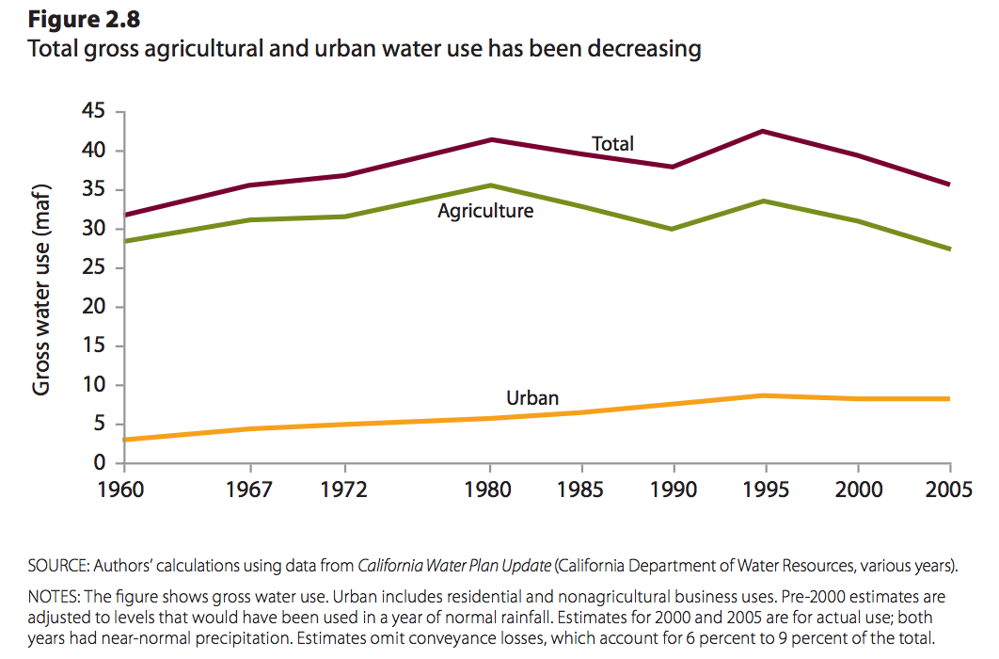 Figure 2.8
Total gross agricultural and urban water use has been decreasing
45
40
35
30
25
20
15
10
5
0
Gross water use (maf)
Total
Agriculture
Urban
1960 1967 1972 1980 1985 1990 1995 2000 2005
SOURCE: Authors’ calculations using data from California Water Plan Update (California Department of Water Resources, various years).
NOTES: The figure shows gross water use. Urban includes residential and nonagricultural business uses. Pre-2000 estimates are
adjusted to levels that would have been used in a year of normal rainfall. Estimates for 2000 and 2005 are for actual use; both
years had near-normal precipitation. Estimates omit conveyance losses, which account for 6 percent to 9 percent of the total.